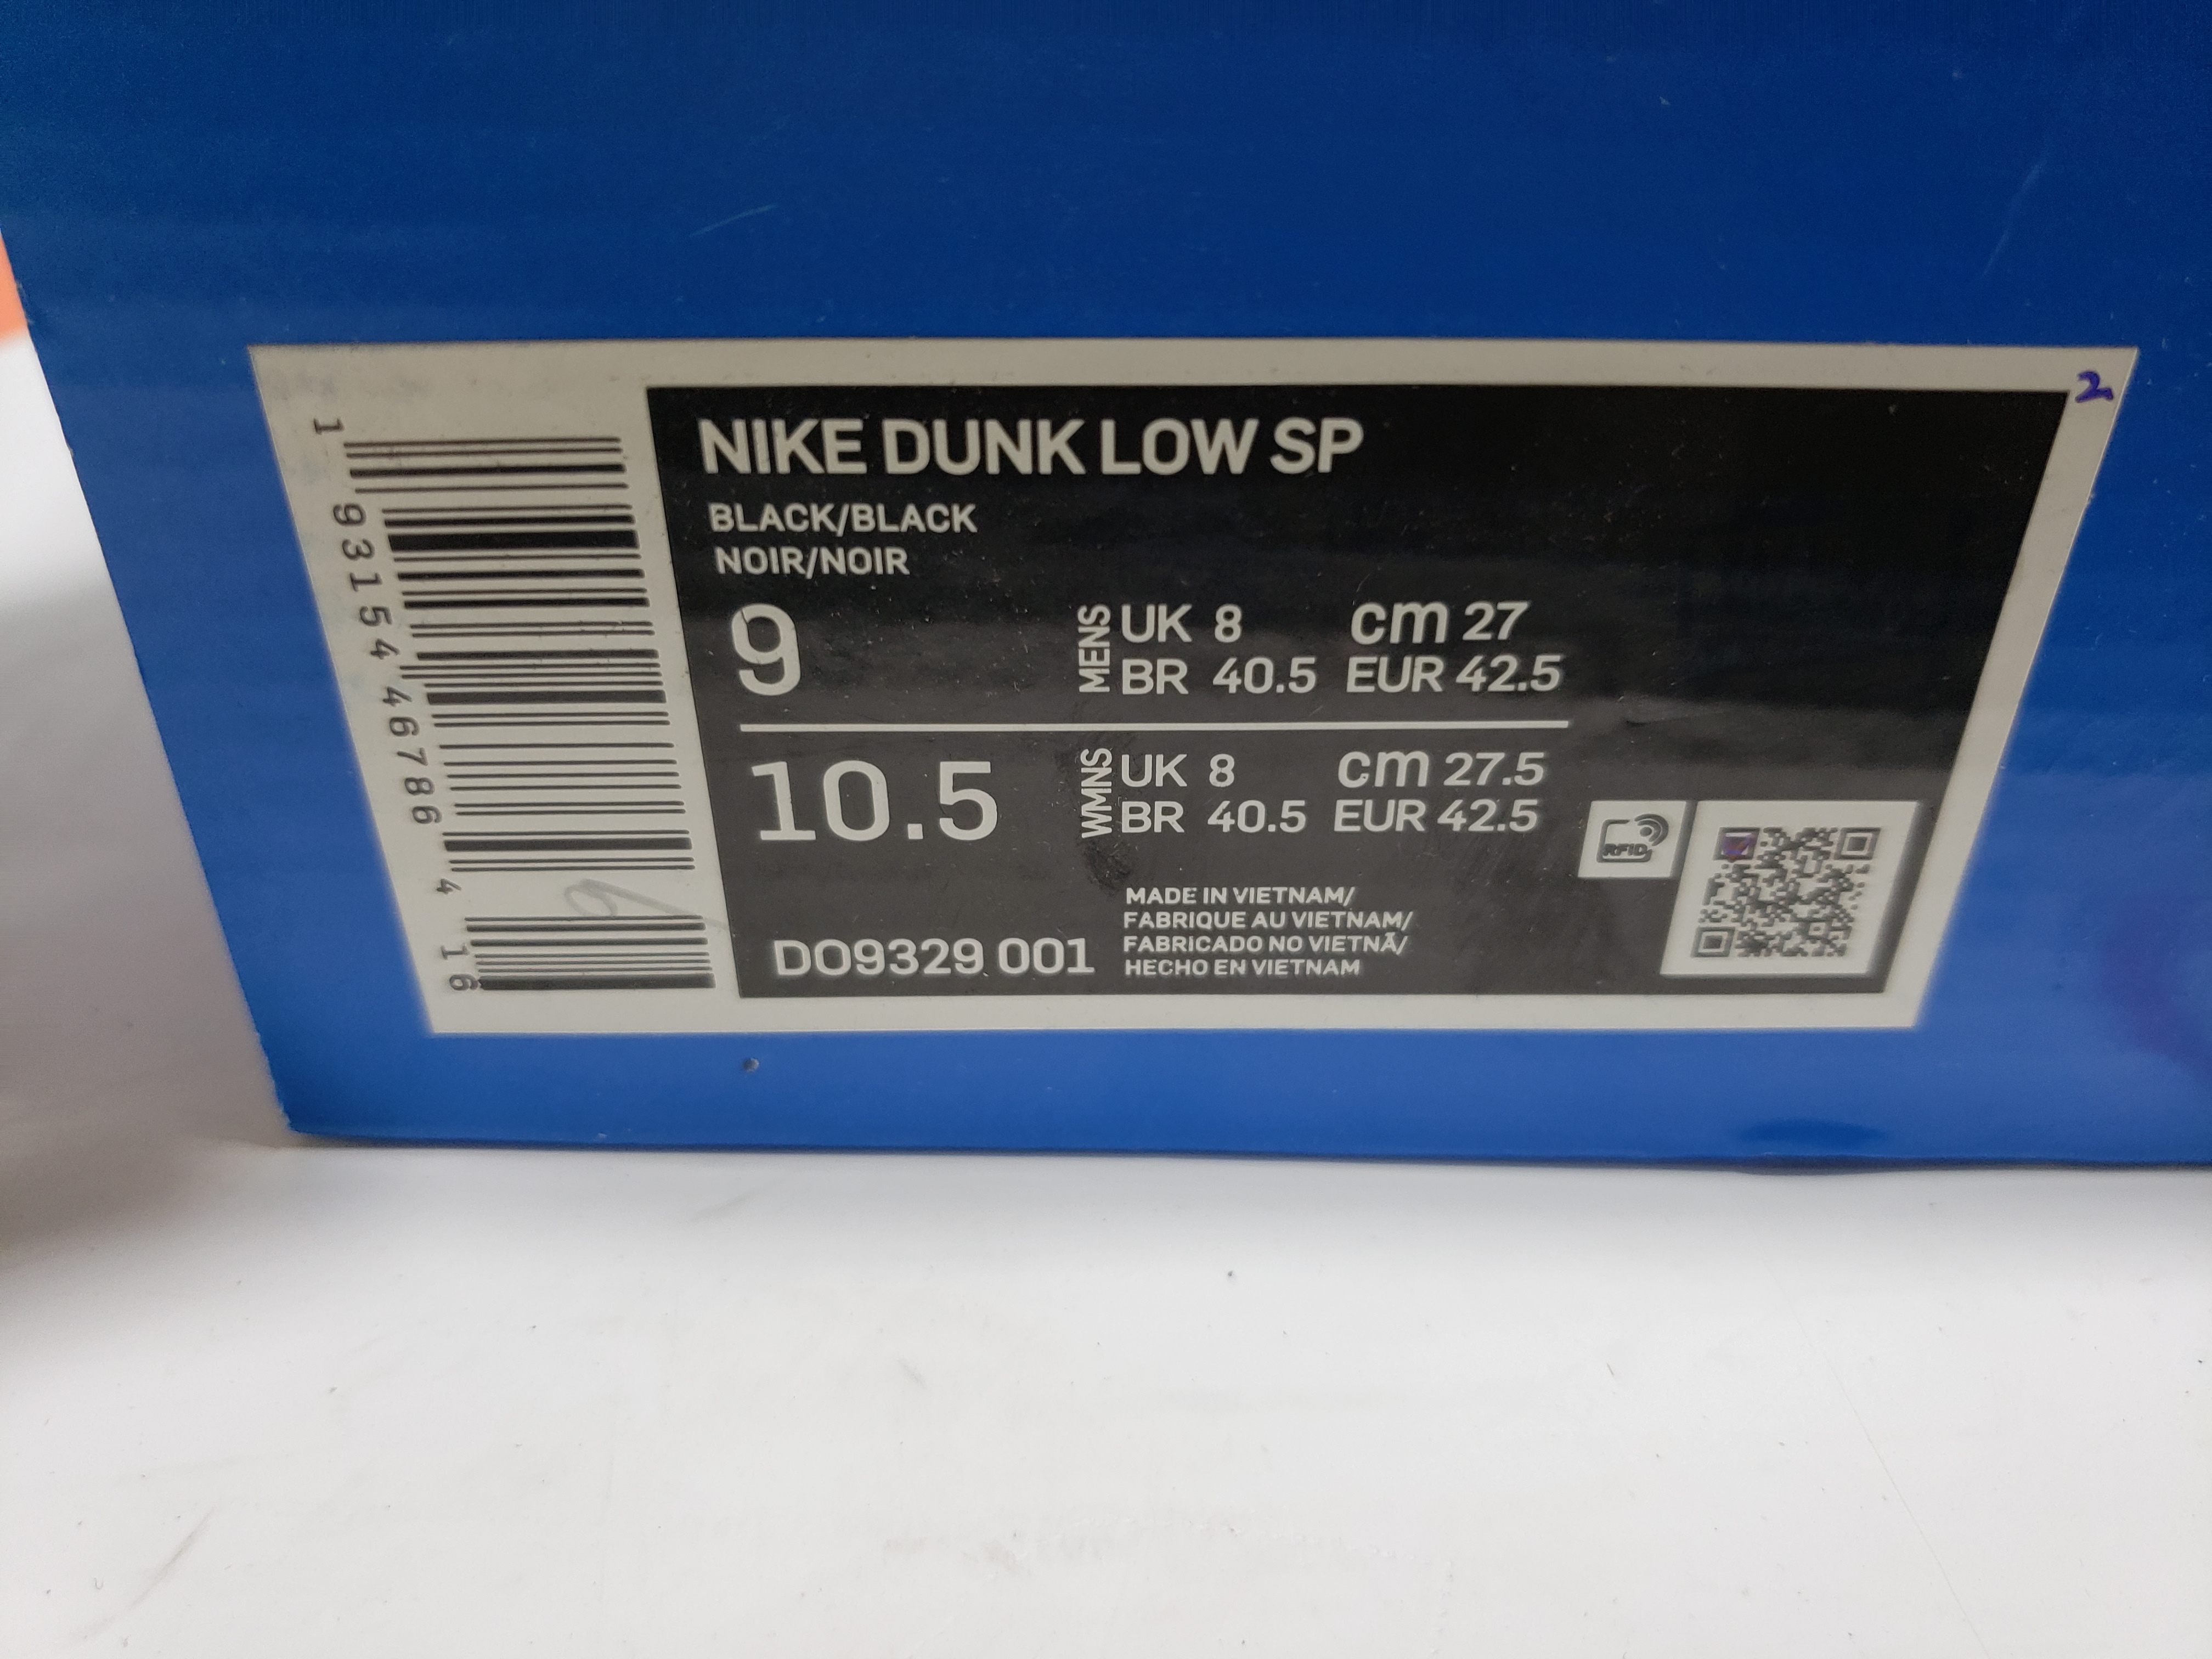 1 93154 46786 4 16
NIKE DUNK LOW SP
2
BLACK/BLACK
NOIR/NOIR
9
MENS
UK 8 cm 27
BR 40.5 EUR 42.5
10.5
WMNS
UK 8 cm 27.5
BR 40.5 EUR 42.5
RFID
9
DO9329 001
MADE IN VIETNAM/
FABRIQUE AU VIETNAM/
FABRICADO NO VIETNÃ/
HECHO EN VIETNAM